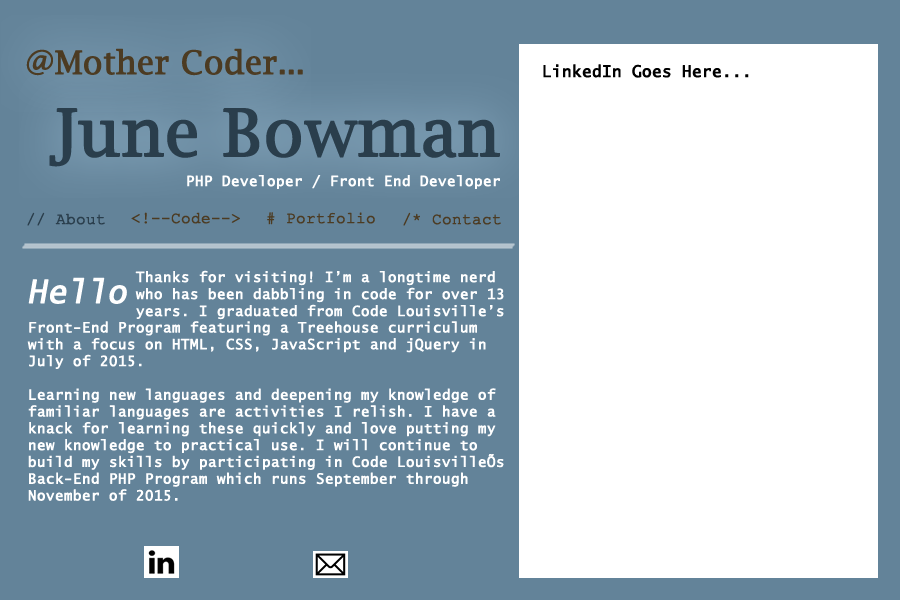 @Mother Coder...
June Bowman
PHP Developer / Front End Developer
// About <!--Code--> # Portfolio /* Contact
Hello Thanks for visiting! I'm a longtime nerd
who has been dabbling in code for over 13
years. I graduated from Code Louisville's
Front-End Program featuring a Treehouse curriculum
with a focus on HTML, CSS, JavaScript and jQuery in
July of 2015.
Learning new languages and deepening my knowledge of
familiar languages are activities I relish. I have a
knack for learning these quickly and love putting my
new knowledge to practical use. I will continue to
build my skills by participating in Code LouisvilleÕs
Back-End PHP Program which runs September through
November of 2015.
in
LinkedIn Goes Here...